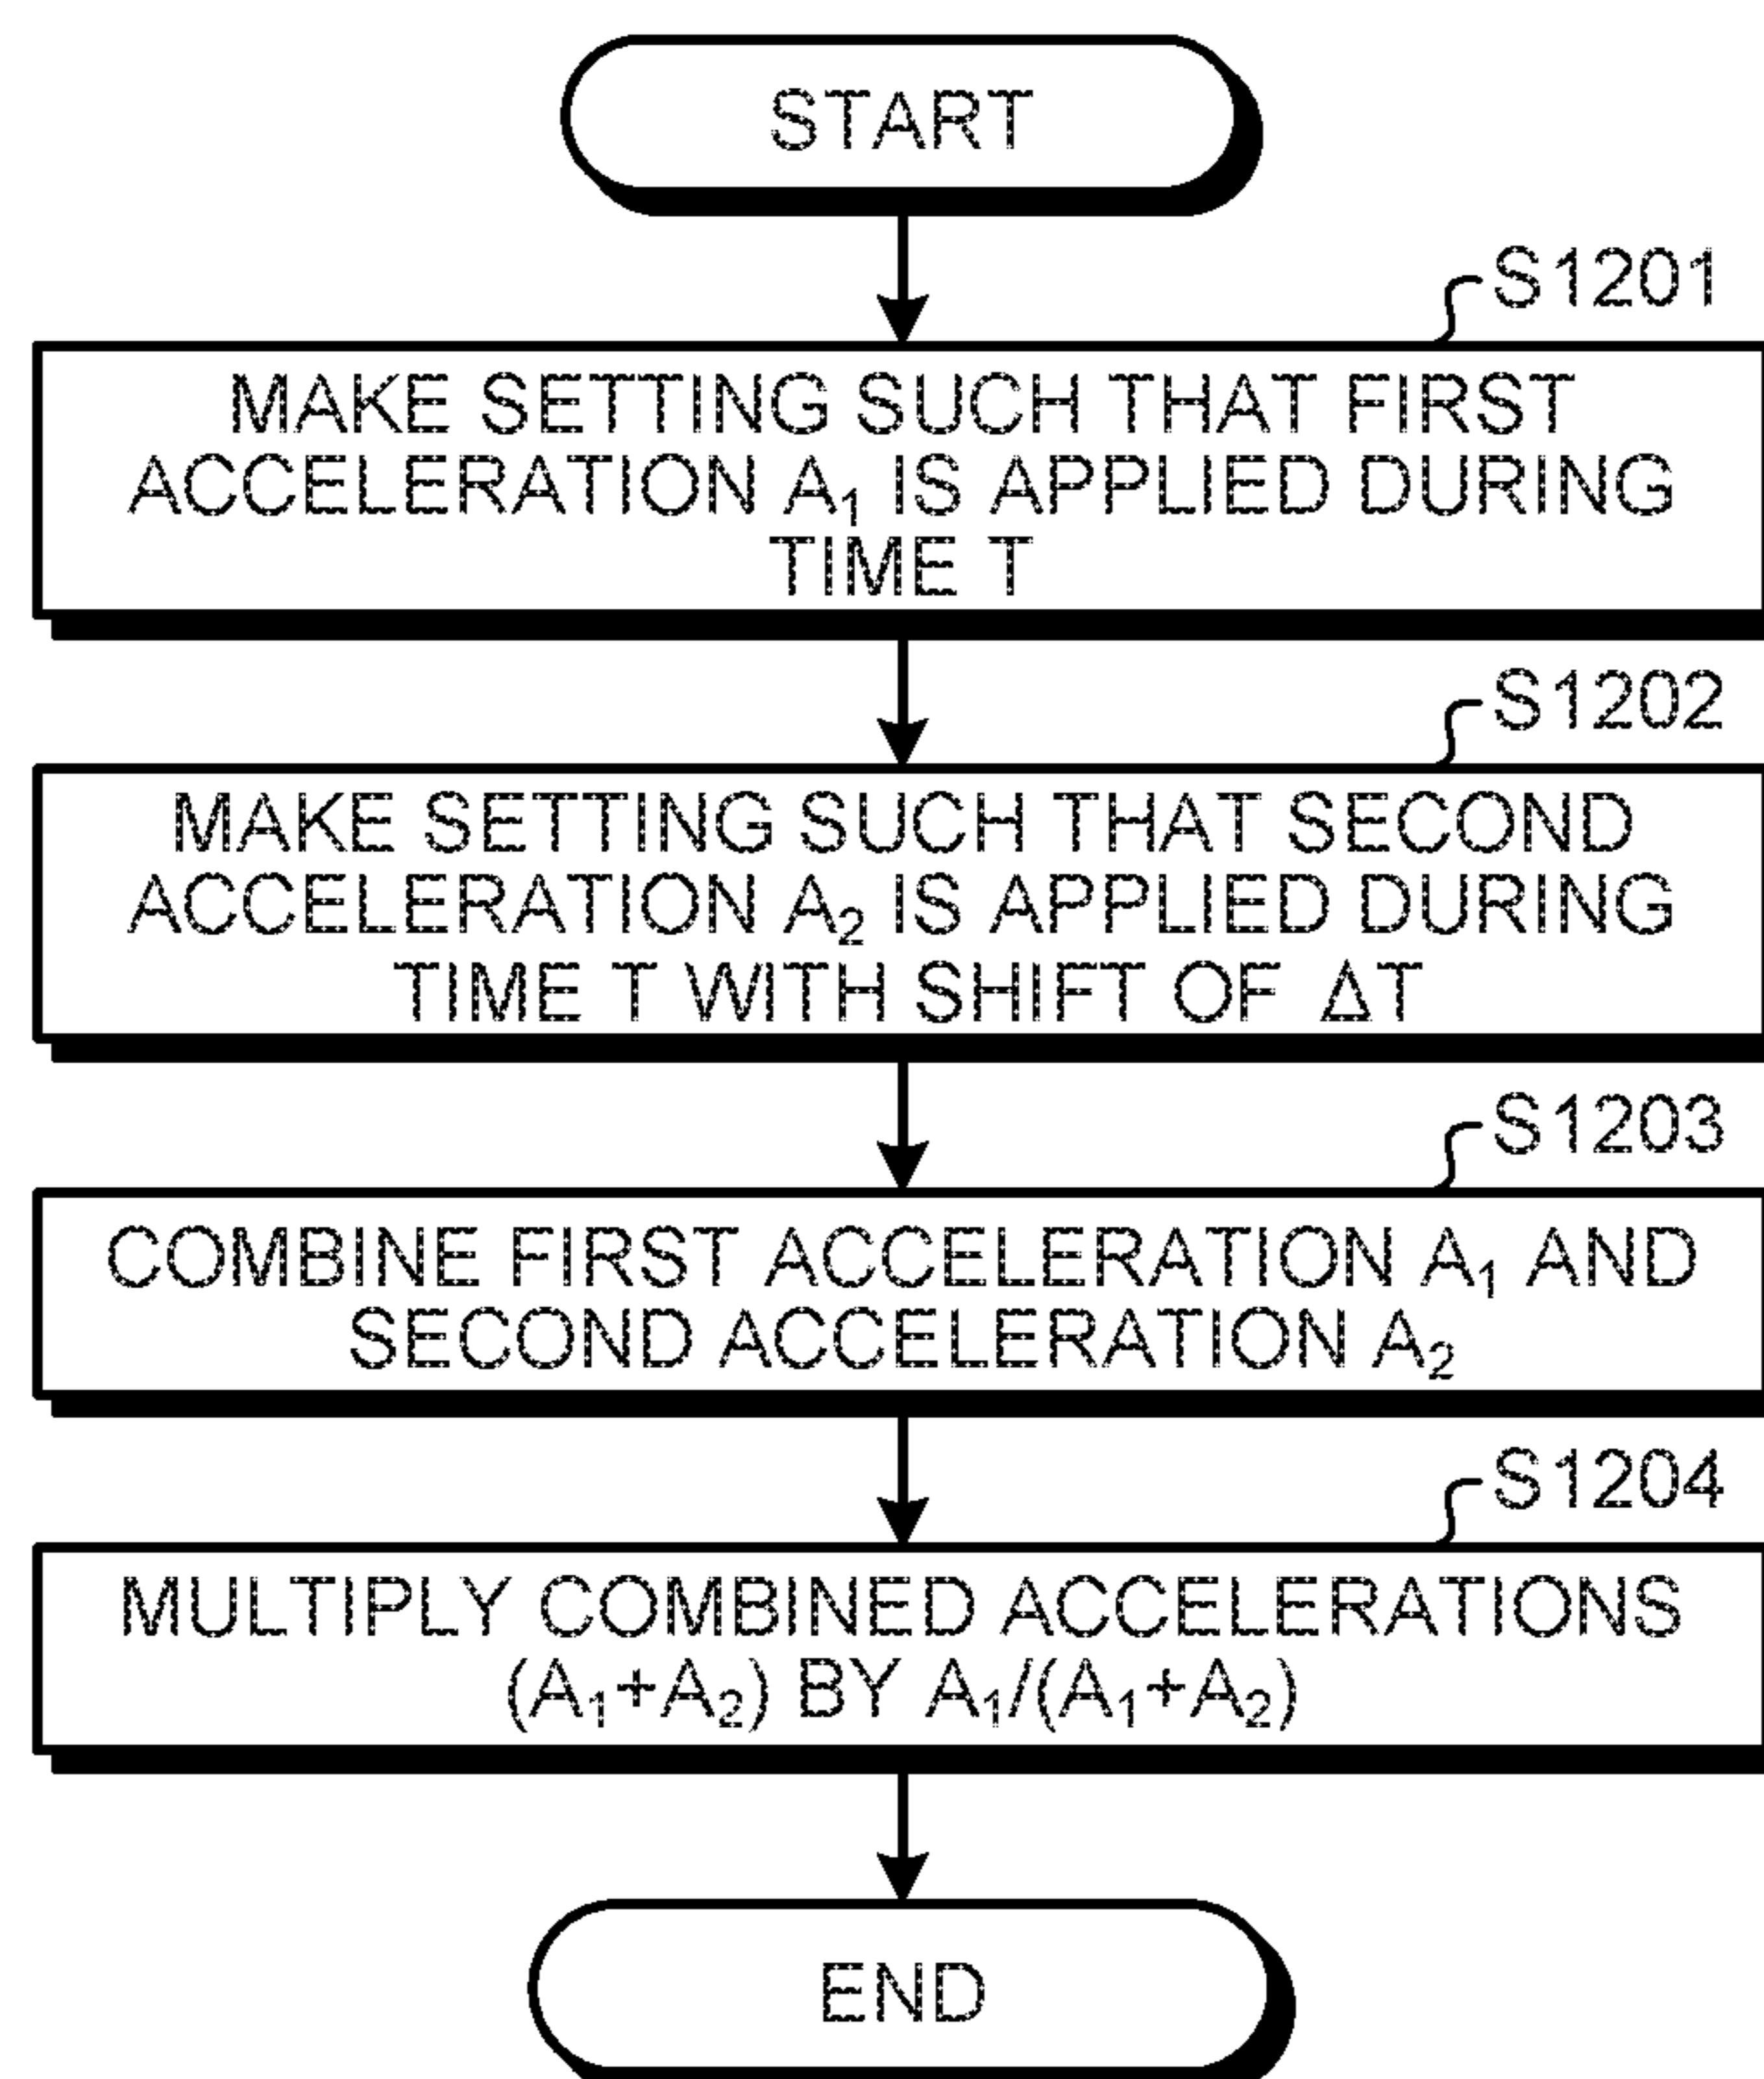 START
S1201
MAKE SETTING SUCH THAT FIRST
ACCELERATION A₁ IS APPLIED DURING
TIME T
S1202
MAKE SETTING SUCH THAT SECOND
ACCELERATION A₂ IS APPLIED DURING
TIME T WITH SHIFT OF ΔT
S1203
COMBINE FIRST ACCELERATION A₁ AND
SECOND ACCELERATION A₂
S1204
MULTIPLY COMBINED ACCELERATIONS
(A₁+A₂) BY A₁/(A₁+A₂)
END